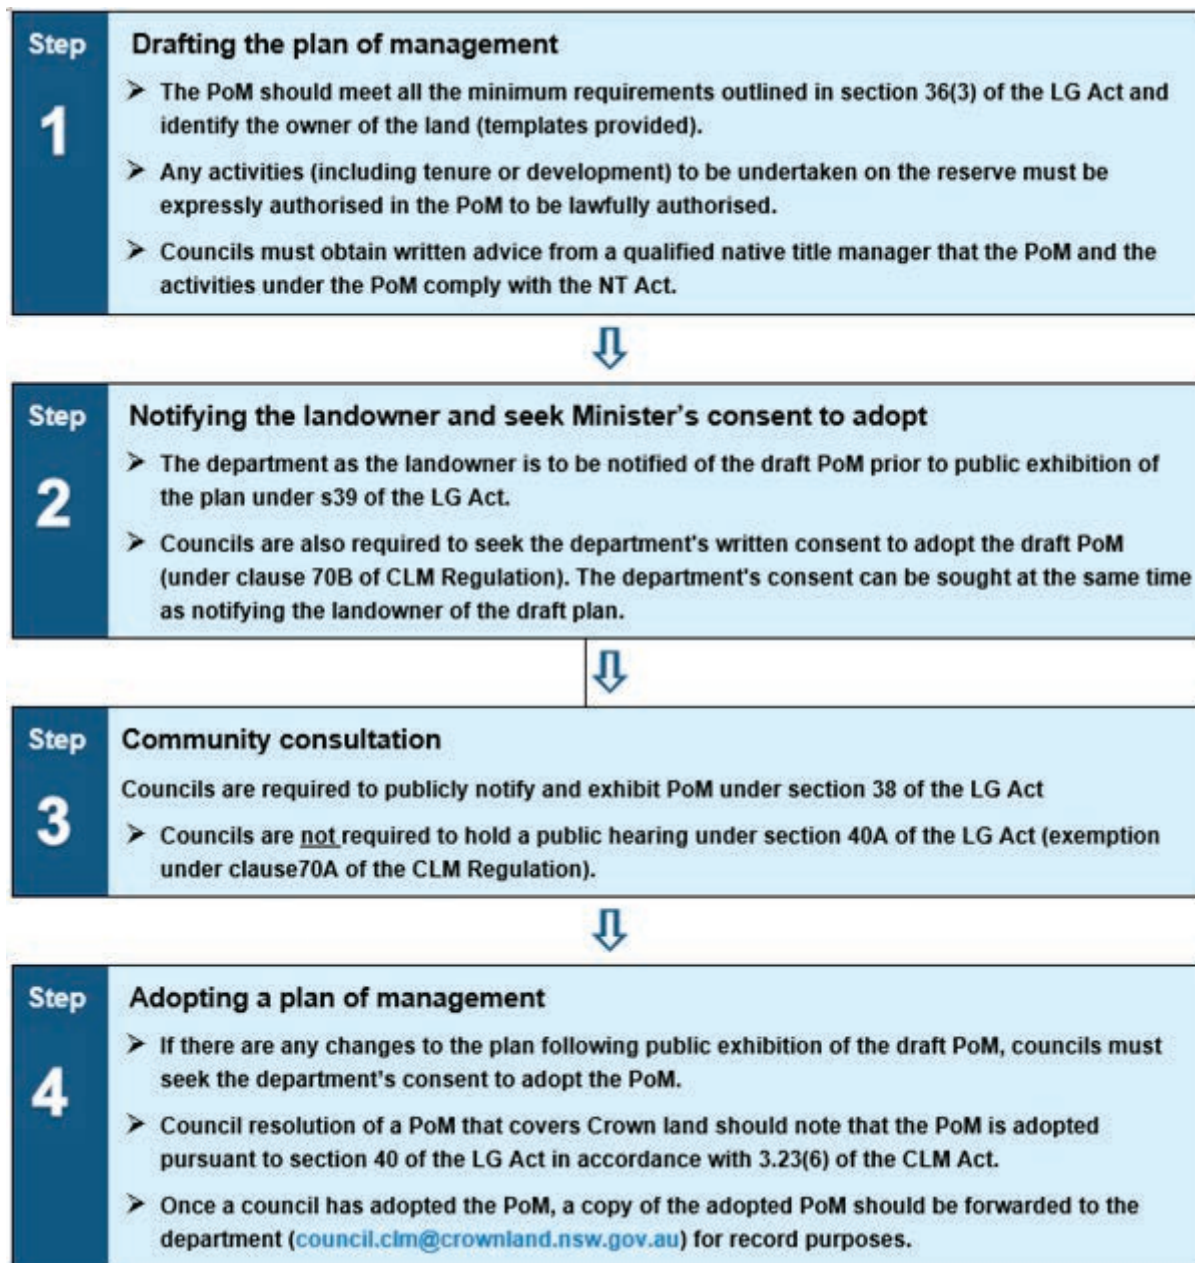 Step
1
Drafting the plan of management
➤ The PoM should meet all the minimum requirements outlined in section 36(3) of the LG Act and
identify the owner of the land (templates provided).
➤ Any activities (including tenure or development) to be undertaken on the reserve must be
expressly authorised in the PoM to be lawfully authorised.
➤ Councils must obtain written advice from a qualified native title manager that the PoM and the
activities under the PoM comply with the NT Act.
Step
2
Notifying the landowner and seek Minister's consent to adopt
➤ The department as the landowner is to be notified of the draft PoM prior to public exhibition of
the plan under s39 of the LG Act.
➤ Councils are also required to seek the department's written consent to adopt the draft PoM
(under clause 70B of CLM Regulation). The department's consent can be sought at the same time
as notifying the landowner of the draft plan.
Step
3
Community consultation
Councils are required to publicly notify and exhibit PoM under section 38 of the LG Act
➤ Councils are not required to hold a public hearing under section 40A of the LG Act (exemption
under clause70A of the CLM Regulation).
Step
4
Adopting a plan of management
➤ If there are any changes to the plan following public exhibition of the draft PoM, councils must
seek the department's consent to adopt the PoM.
➤ Council resolution of a PoM that covers Crown land should note that the PoM is adopted
pursuant to section 40 of the LG Act in accordance with 3.23(6) of the CLM Act.
➤ Once a council has adopted the PoM, a copy of the adopted PoM should be forwarded to the
department (council.clm@crownland.nsw.gov.au) for record purposes.